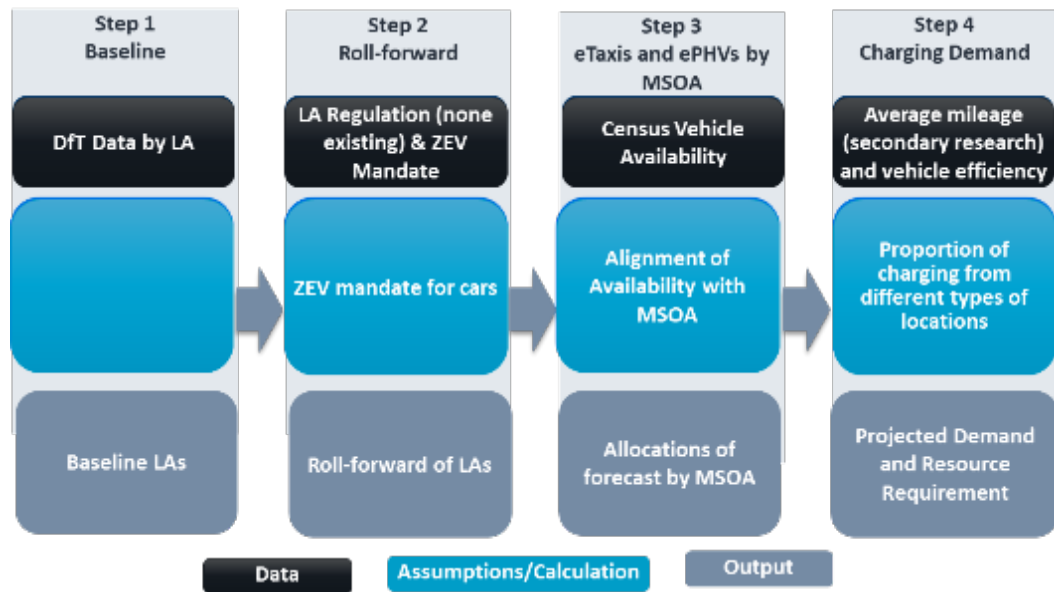 Step 1
Baseline
Step 2
Roll-forward
Step 3
eTaxis and ePHVs by
MSOA
Step 4
Charging Demand
DfT Data by LA
LA Regulation (none
existing) & ZEV
Mandate
Census Vehicle
Availability
Average mileage
(secondary research)
and vehicle efficiency
ZEV mandate for cars
Alignment of
Availability with
MSOA
Proportion of
charging from
different types of
locations
Baseline LAs
Roll-forward of LAs
Allocations of
forecast by MSOA
Projected Demand
and Resource
Requirement
Data
Assumptions/Calculation
Output